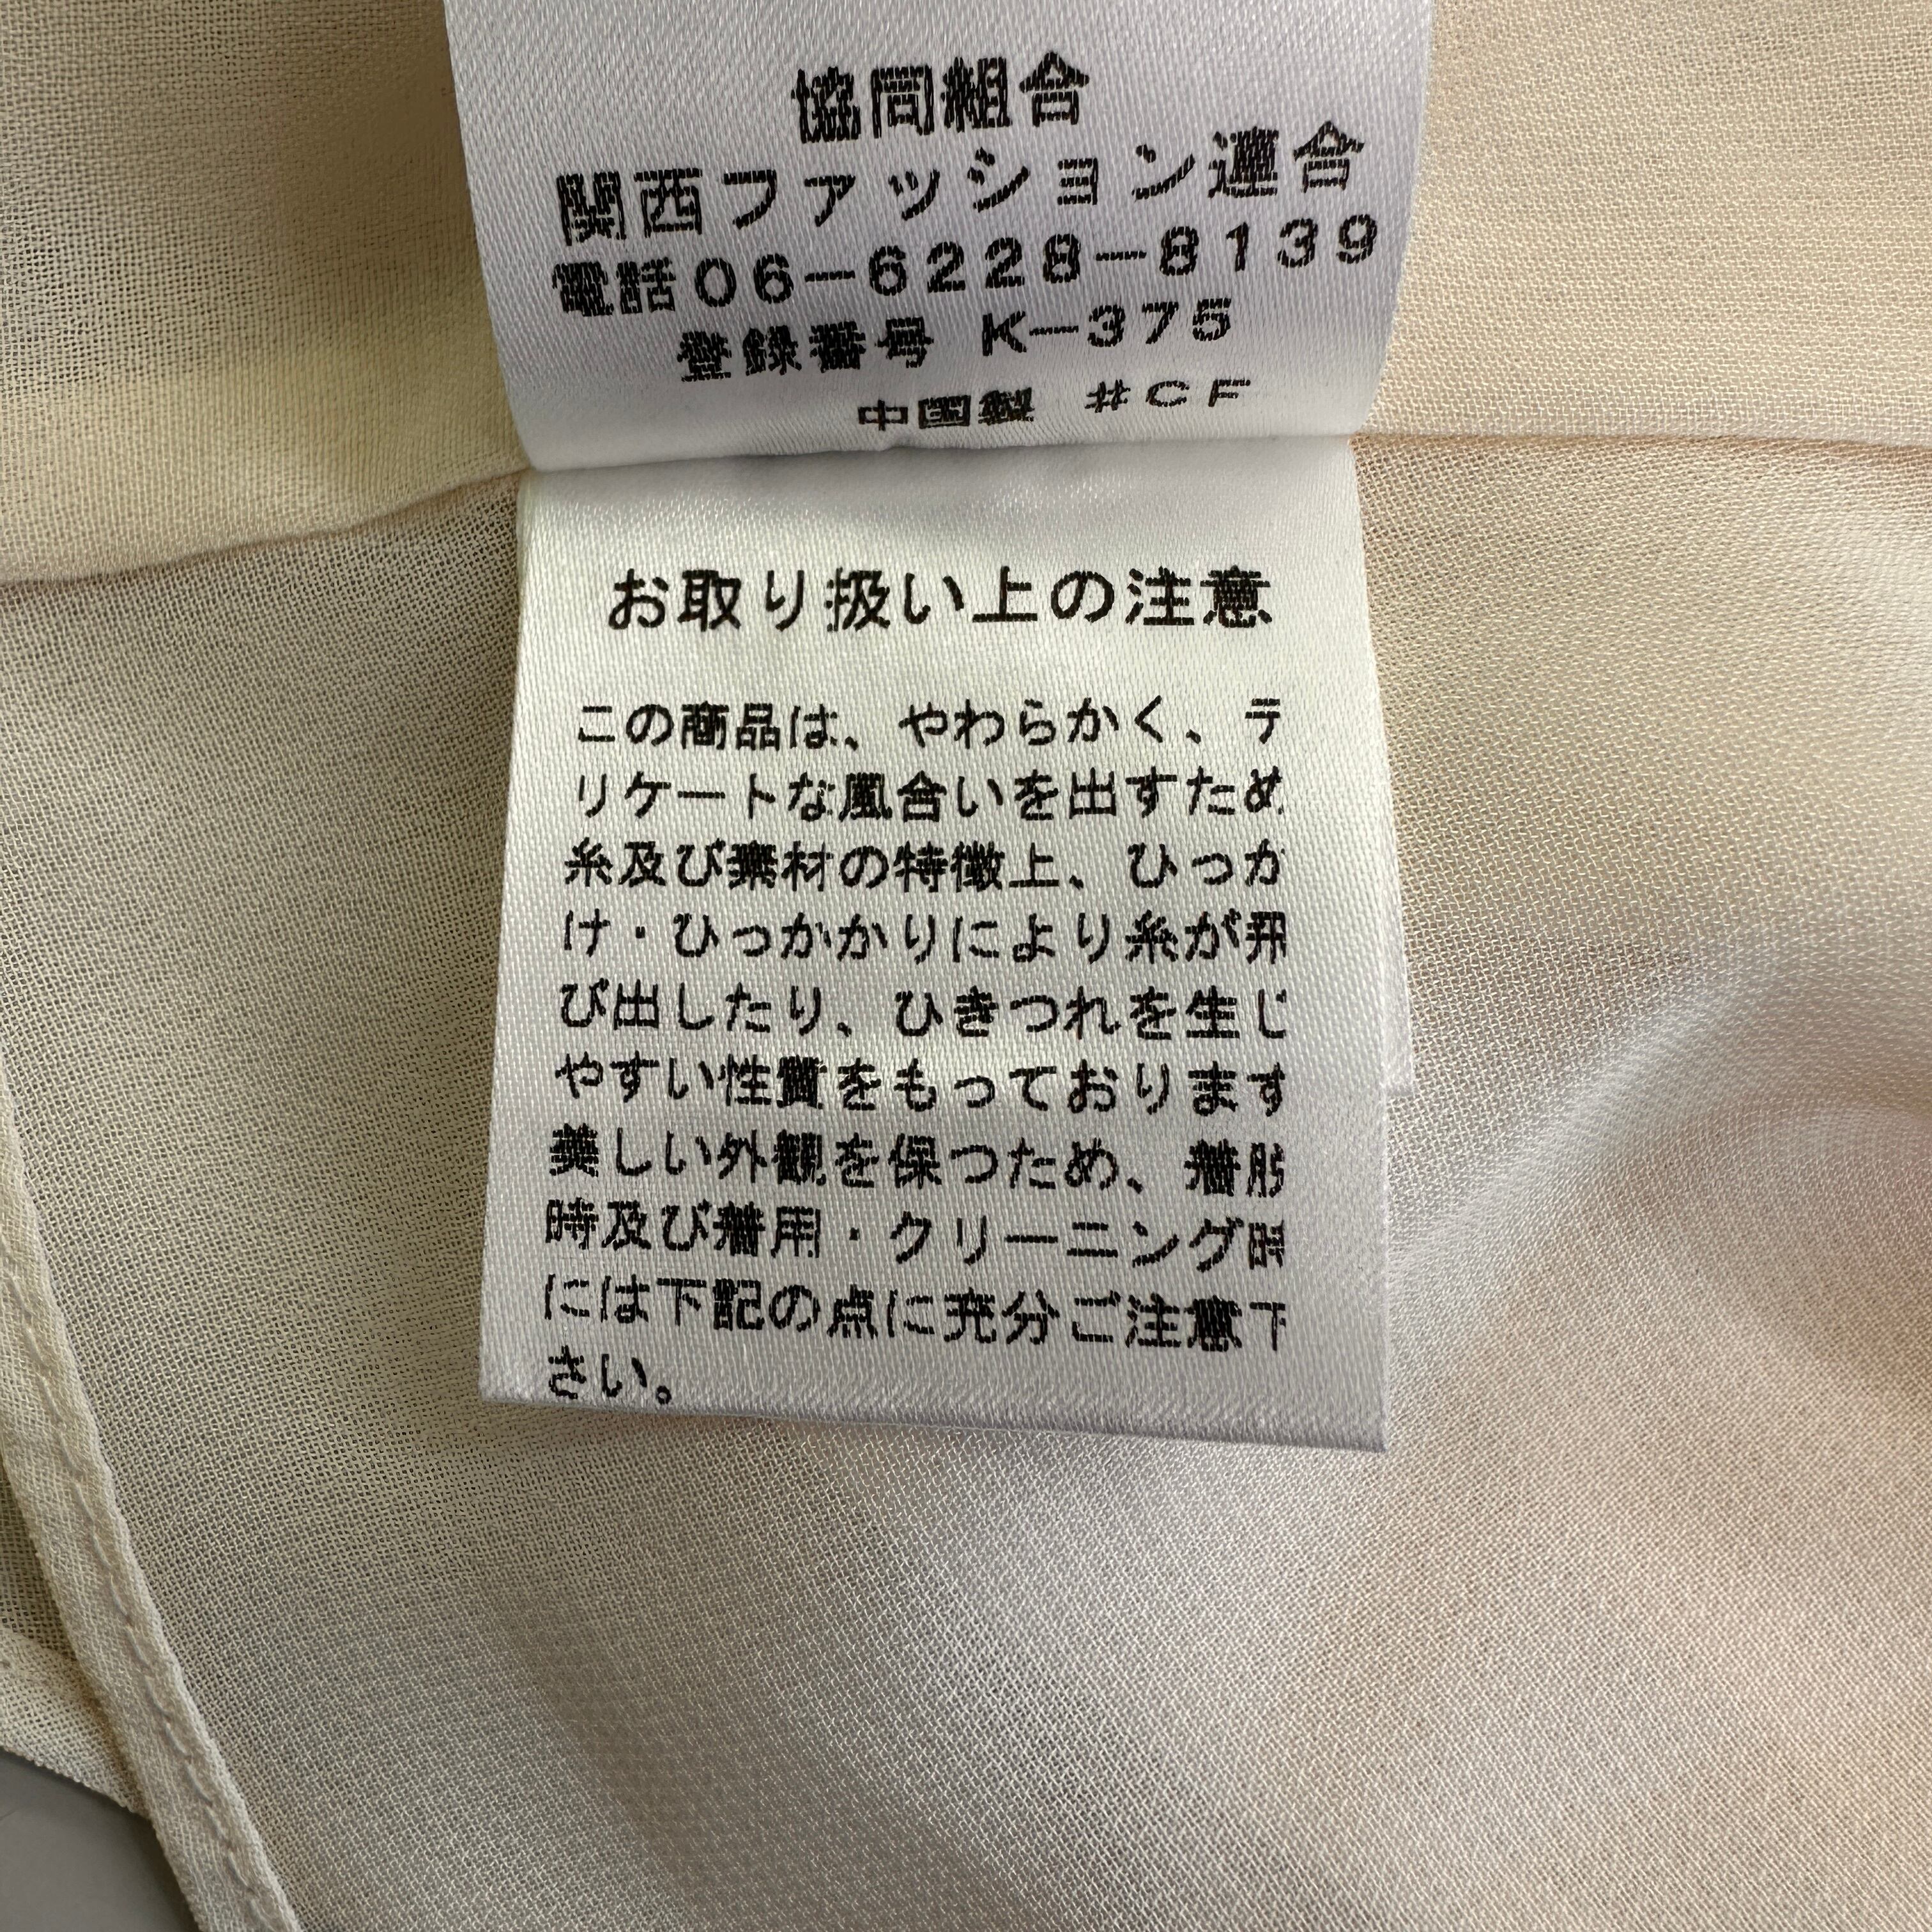 協同組合
関西ファッション連合
電話06-6228-8139
登録番号 K-375
中国製 #CF
お取り扱い上の注意
この商品は、やわらかく、デ
リケートな風合いを出すため
糸及び素材の特徴上、ひっか
け・ひっかかりにより糸が飛
び出したり、ひきつれを生じ
やすい性質をもっております
美しい外観を保つため、着脱
時及び着用・クリーニング時
には下記の点に充分ご注意下
さい。